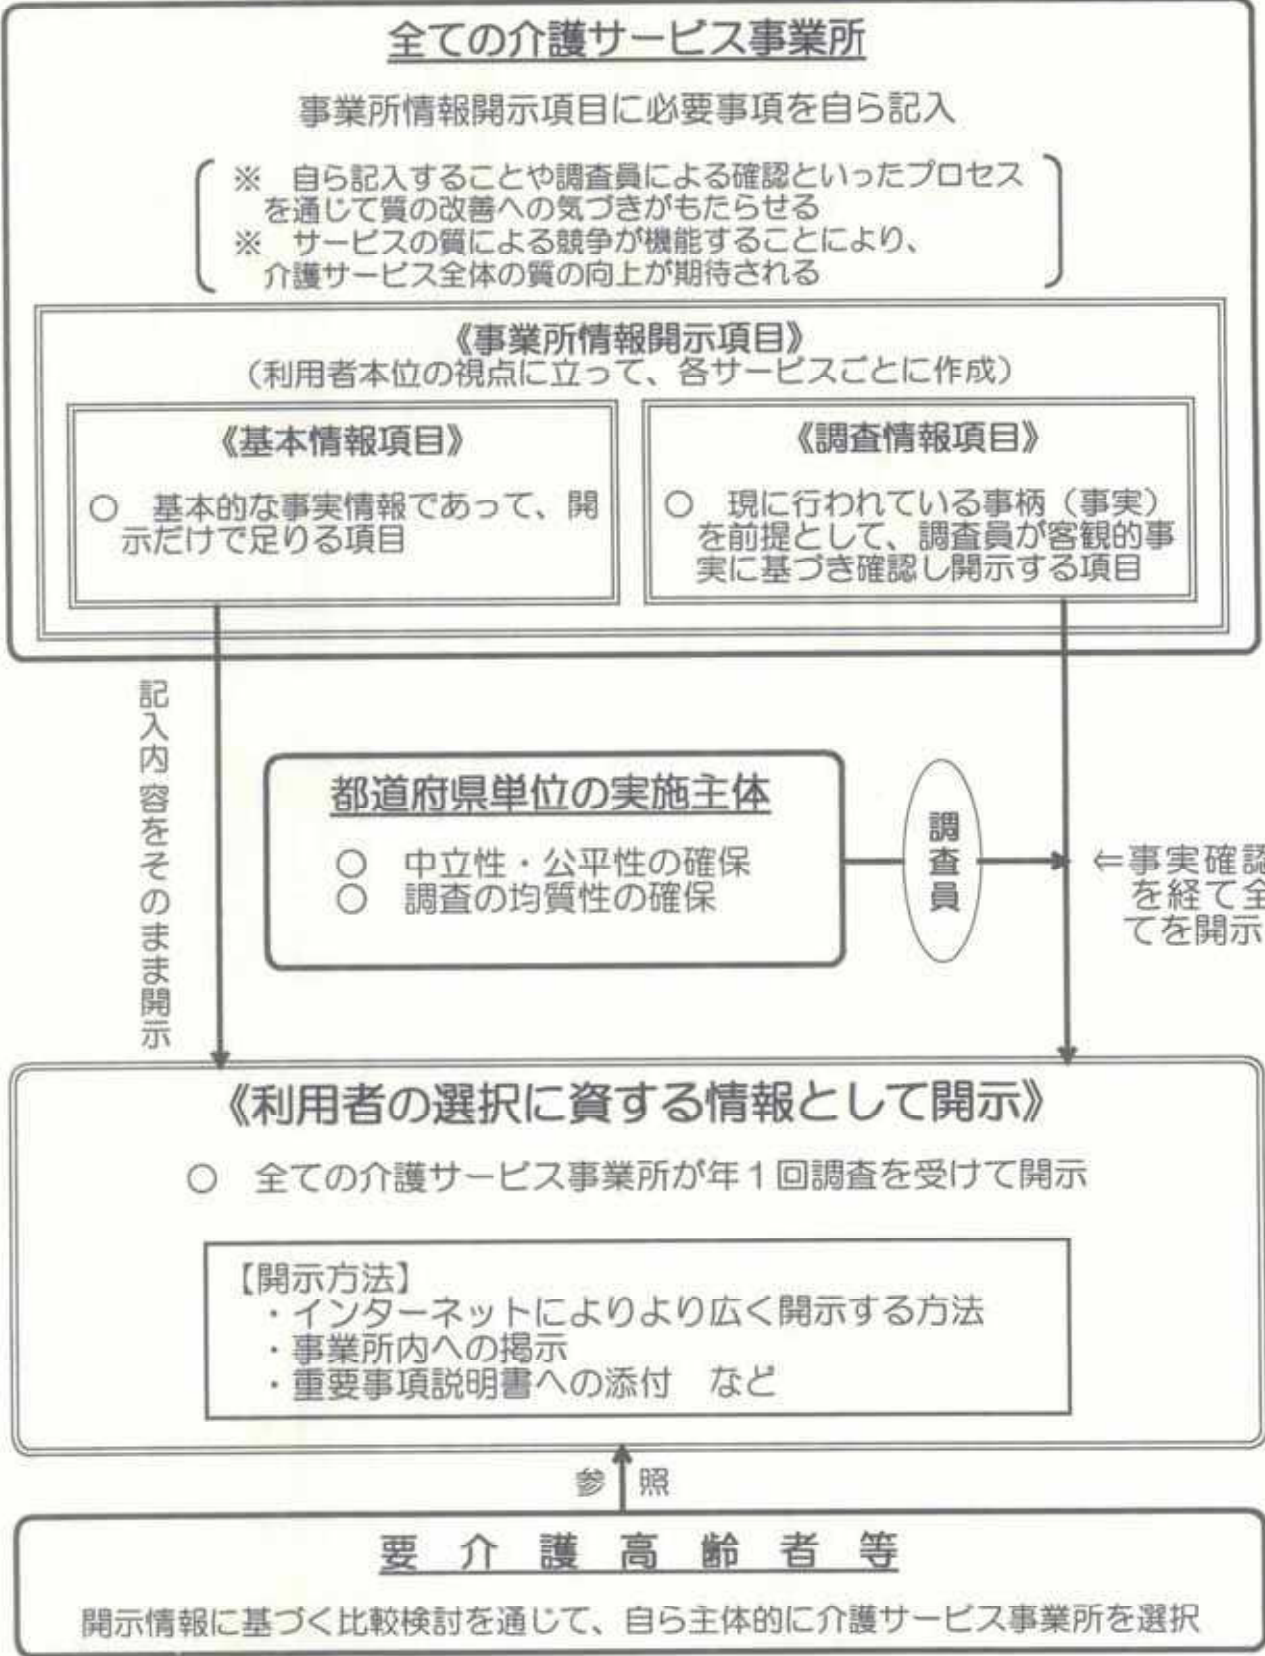 全ての介護サービス事業所
事業所情報開示項目に必要事項を自ら記入
※ 自ら記入することや調査員による確認といったプロセス
を通じて質の改善への気づきがもたらせる
※ サービスの質による競争が機能することにより、
介護サービス全体の質の向上が期待される
《事業所情報開示項目》
（利用者本位の視点に立って、各サービスごとに作成）
《基本情報項目》
○ 基本的な事実情報であって、開
示だけで足りる項目
《調査情報項目》
○ 現に行われている事柄（事実）
を前提として、調査員が客観的事
実に基づき確認し開示する項目
記入内容をそのまま開示
都道府県単位の実施主体
○ 中立性・公平性の確保
○ 調査の均質性の確保
調査員
⇐事実確認
を経て全
てを開示
《利用者の選択に資する情報として開示》
○ 全ての介護サービス事業所が年１回調査を受けて開示
【開示方法】
・インターネットによりより広く開示する方法
・事業所内への掲示
・重要事項説明書への添付 など
参照
要介護高齢者等
開示情報に基づく比較検討を通じて、自ら主体的に介護サービス事業所を選択